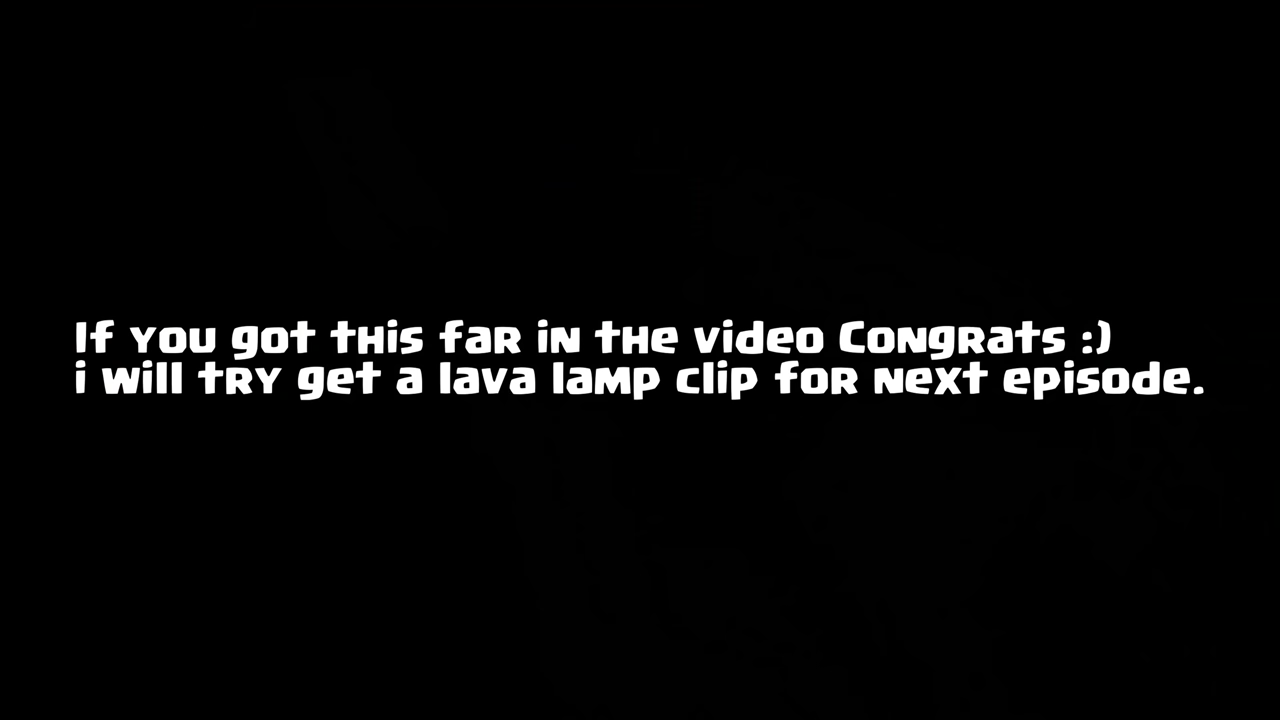 If you got this far in the video Congrats :)
i will try get a lava lamp clip for next episode.